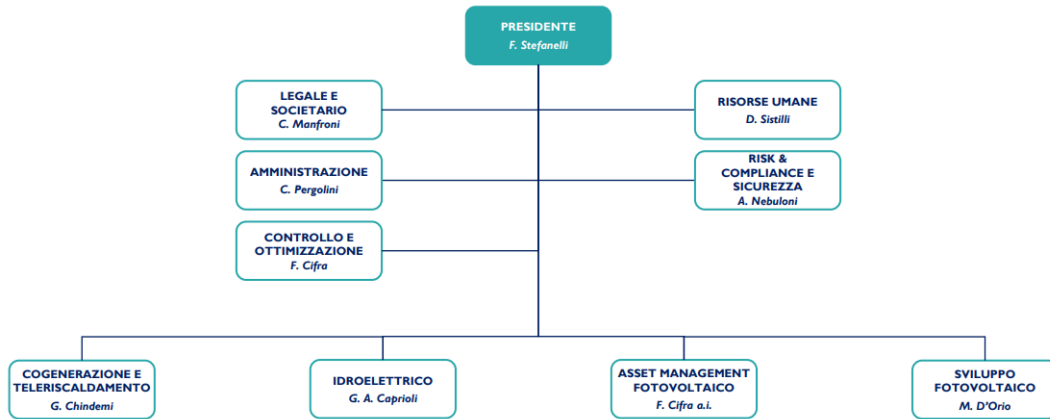 PRESIDENTE
F. Stefanelli
LEGALE E
SOCIETARIO
C. Manfroni
RISORSE UMANE
D. Sistilli
AMMINISTRAZIONE
C. Pergolini
RISK &
COMPLIANCE E
SICUREZZA
A. Nebuloni
CONTROLLO E
OTTIMIZZAZIONE
F. Cifra
COGENERAZIONE E
TELERISCALDAMENTO
G. Chindemi
IDROELETTRICO
G. A. Caprioli
ASSET MANAGEMENT
FOTOVOLTAICO
F. Cifra a.i.
SVILUPPO
FOTOVOLTAICO
M. D'Orio